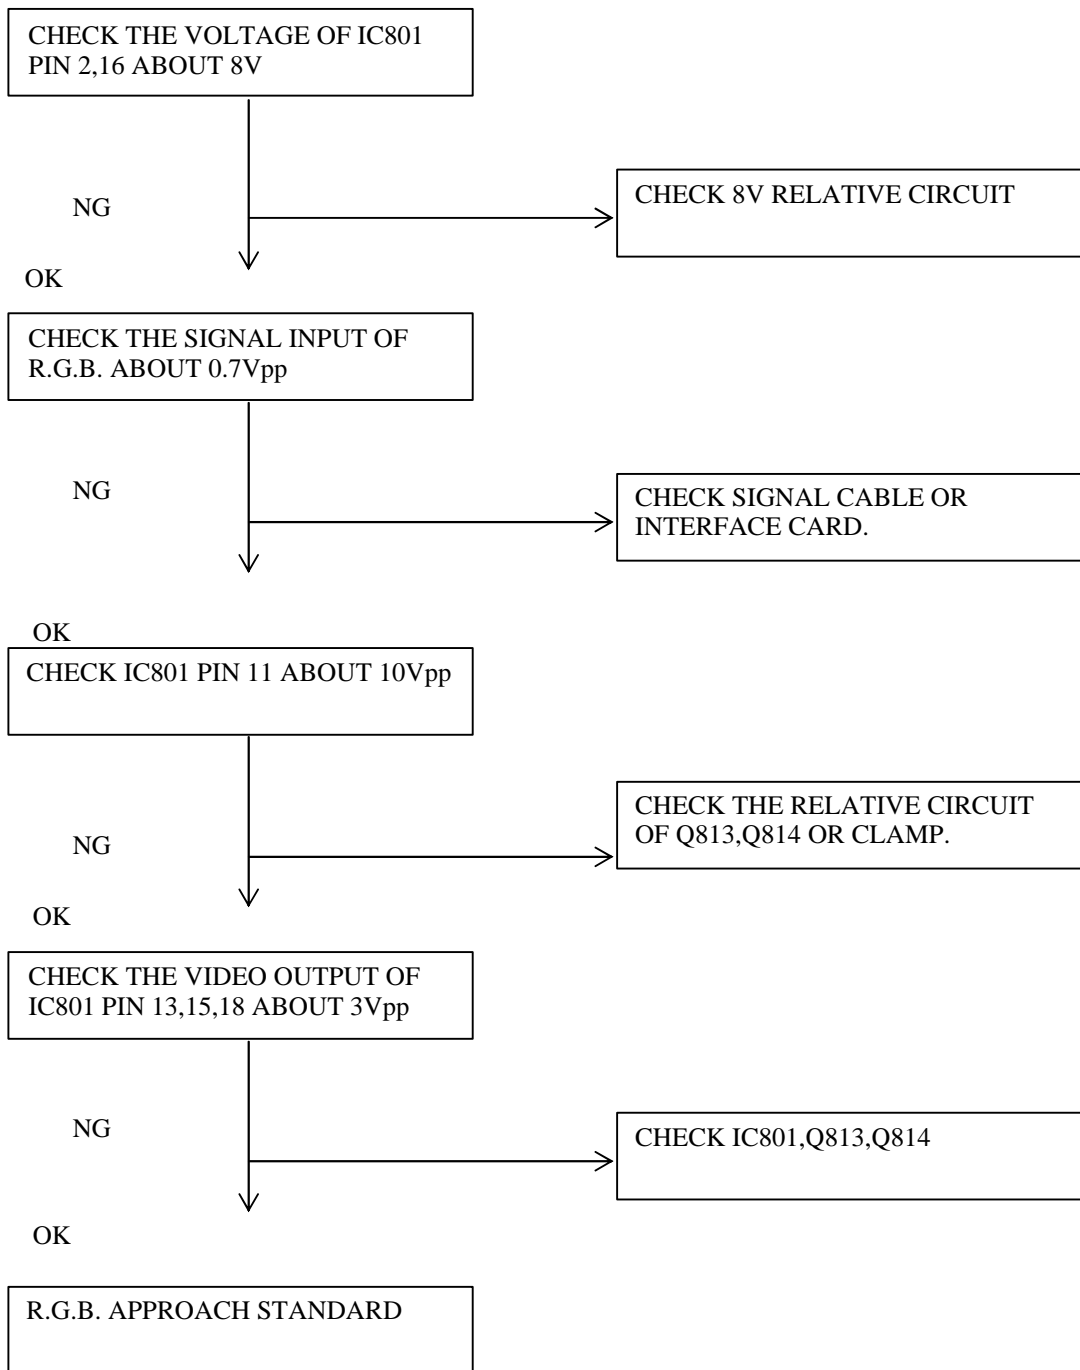 CHECK THE VOLTAGE OF IC801
PIN 2,16 ABOUT 8V
NG
CHECK 8V RELATIVE CIRCUIT
OK
CHECK THE SIGNAL INPUT OF
R.G.B. ABOUT 0.7Vpp
NG
CHECK SIGNAL CABLE OR
INTERFACE CARD.
OK
CHECK IC801 PIN 11 ABOUT 10Vpp
NG
CHECK THE RELATIVE CIRCUIT
OF Q813,Q814 OR CLAMP.
OK
CHECK THE VIDEO OUTPUT OF
IC801 PIN 13,15,18 ABOUT 3Vpp
NG
CHECK IC801,Q813,Q814
OK
R.G.B. APPROACH STANDARD